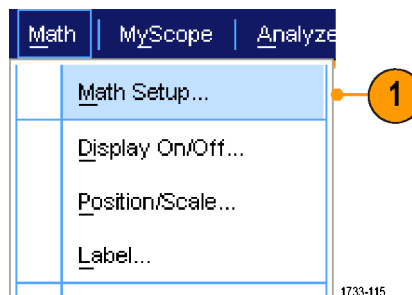 Math | MyScope | Analyze
Math Setup...
1
Display On/Off...
Position/Scale...
Label...
1733-115